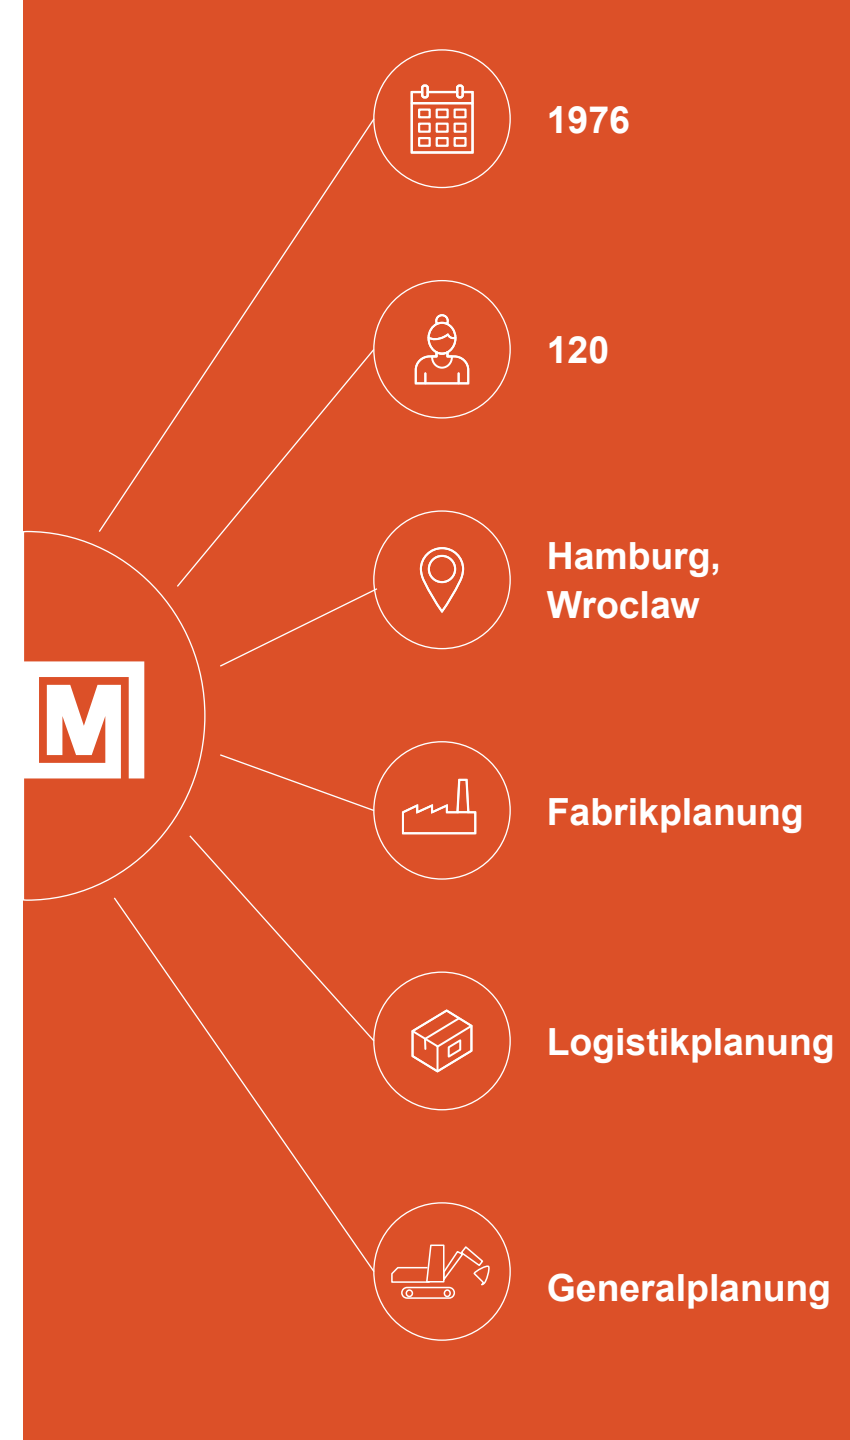 1976
120
Hamburg,
Wroclaw
M
Fabrikplanung
Logistikplanung
Generalplanung